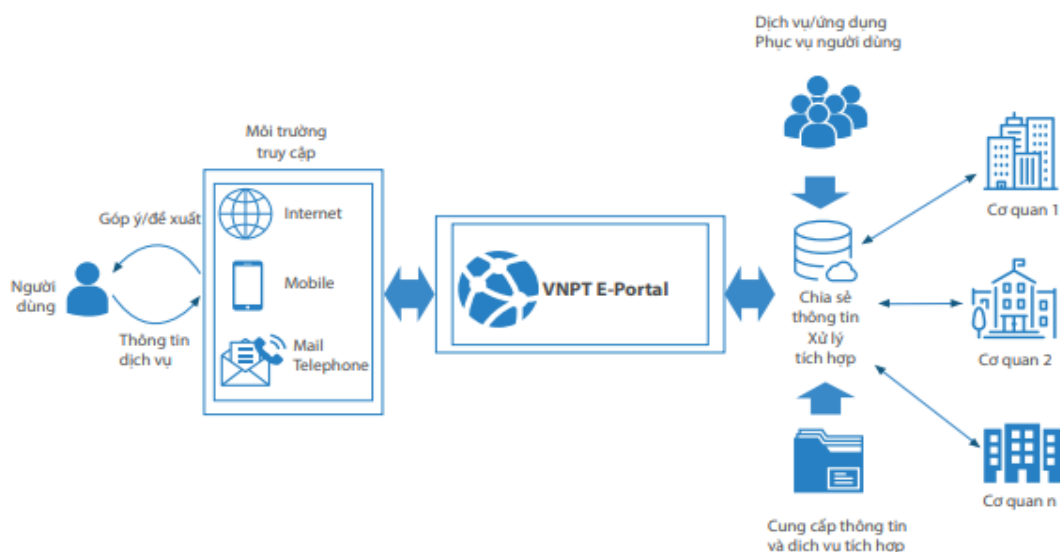 Dịch vụ/ứng dụng
Phục vụ người dùng
Môi trường
truy cập
Góp ý/đề xuất
Internet
Cơ quan 1
Người
dùng
Mobile
VNPT E-Portal
Chia sẻ
thông tin
Xử lý
tích hợp
Thông tin
dịch vụ
Mail
Telephone
Cơ quan 2
Cơ quan n
Cung cấp thông tin
và dịch vụ tích hợp